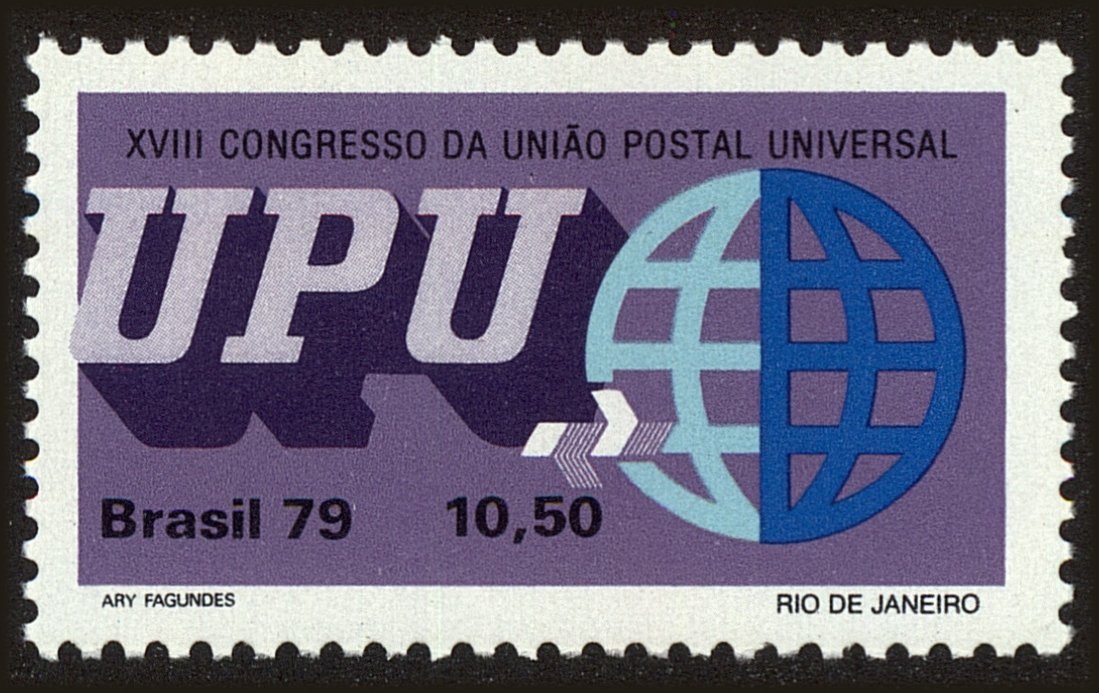 XVIII CONGRESSO DA UNIÃO POSTAL UNIVERSAL
UPU
Brasil 79 10,50
ARY FAGUNDES RIO DE JANEIRO